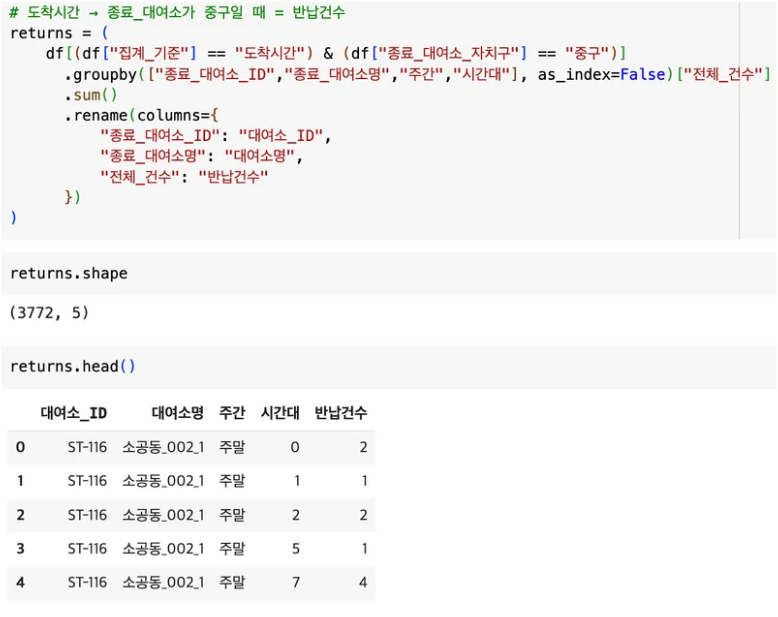 # 도착시간 → 종료_대여소가 중구일 때 = 반납건수
returns = (
    df[(df["집계_기준"] == "도착시간") & (df["종료_대여소_자치구"] == "중구")]
      .groupby(["종료_대여소_ID","종료_대여소명","주간","시간대"], as_index=False)["전체_건수"]
      .sum()
      .rename(columns={
          "종료_대여소_ID": "대여소_ID",
          "종료_대여소명": "대여소명",
          "전체_건수": "반납건수"
      })
)
returns.shape
(3772, 5)
returns.head()
대여소_ID 대여소명 주간 시간대 반납건수
0 ST-116 소공동_002_1 주말 0 2
1 ST-116 소공동_002_1 주말 1 1
2 ST-116 소공동_002_1 주말 2 2
3 ST-116 소공동_002_1 주말 5 1
4 ST-116 소공동_002_1 주말 7 4